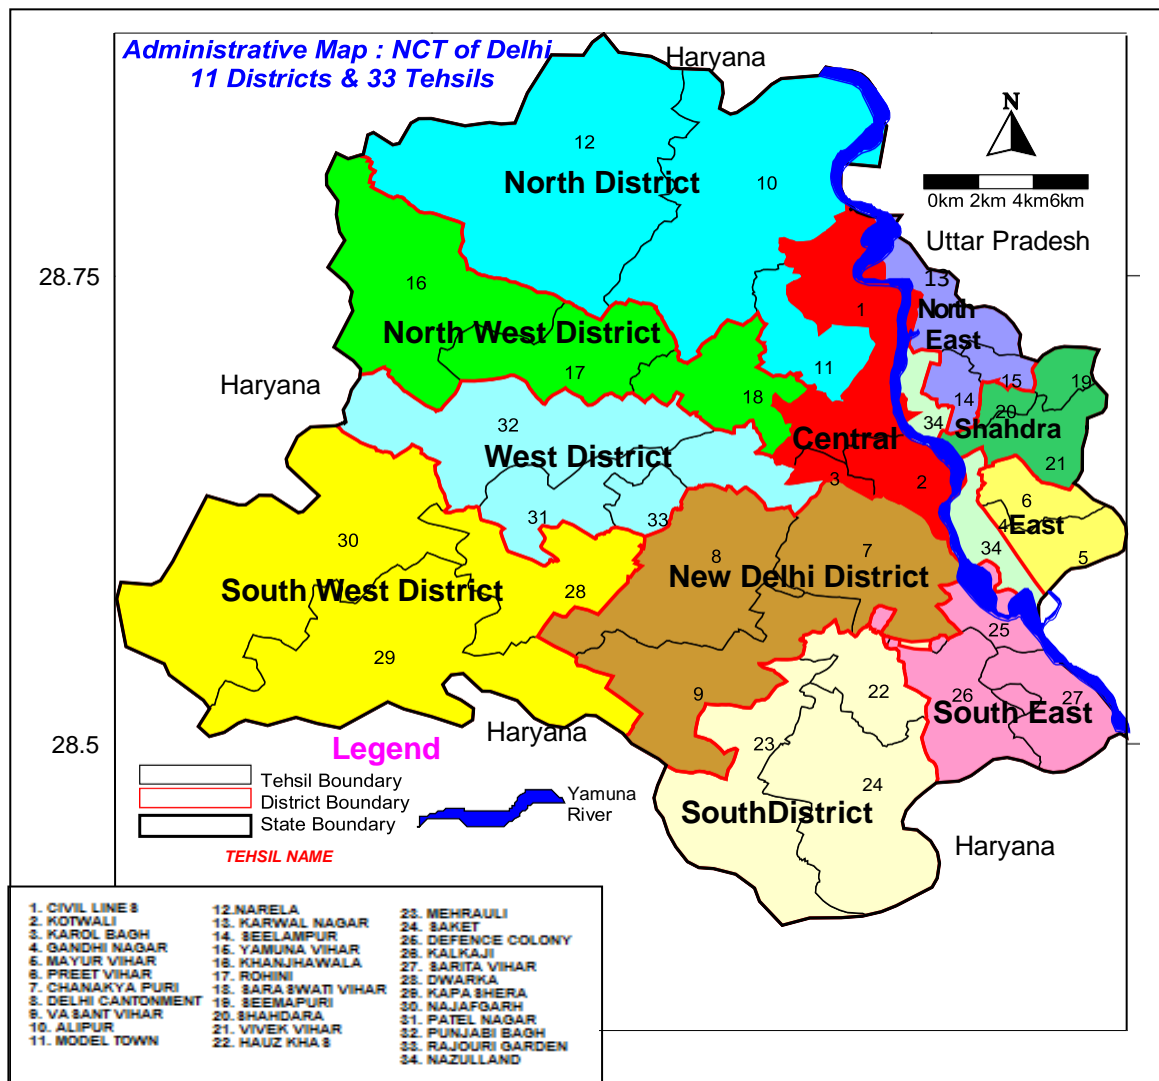 Administrative Map : NCT of Delhi
11 Districts & 33 Tehsils
Haryana
N
0km 2km 4km6km
Uttar Pradesh
28.75
12
North District
10
16
13
North
East
1
North West District
17
11
18
15
19
14
20
34
Shahdra
21
Haryana
32
West District
Central
3
2
31
33
6
4
East
34
5
30
8
7
South West District
28
New Delhi District
25
29
9
22
26
27
South East
28.5
Haryana
23
24
SouthDistrict
Haryana
Legend
Tehsil Boundary
District Boundary
State Boundary
Yamuna
River
TEHSIL NAME
1. CIVIL LINES
2. KOTWALI
3. KAROL BAGH
4. GANDHI NAGAR
5. MAYUR VIHAR
6. PREET VIHAR
7. CHANAKYA PURI
8. DELHI CANTONMENT
9. VASANT VIHAR
10. ALIPUR
11. MODEL TOWN
12.NARELA
13. KARWAL NAGAR
14. SEELAMPUR
15. YAMUNA VIHAR
16. KHANJHAWALA
17. ROHINI
18. SARASWATI VIHAR
19. SEEMAPURI
20. SHAHDARA
21. VIVEK VIHAR
22. HAUZ KHAS
23. MEHRAULI
24. SAKET
25. DEFENCE COLONY
26. KALKAJI
27. SARITA VIHAR
28. DWARKA
29. KAPASHERA
30. NAJAFGARH
31. PATEL NAGAR
32. PUNJABI BAGH
33. RAJOURI GARDEN
34. NAZULLAND